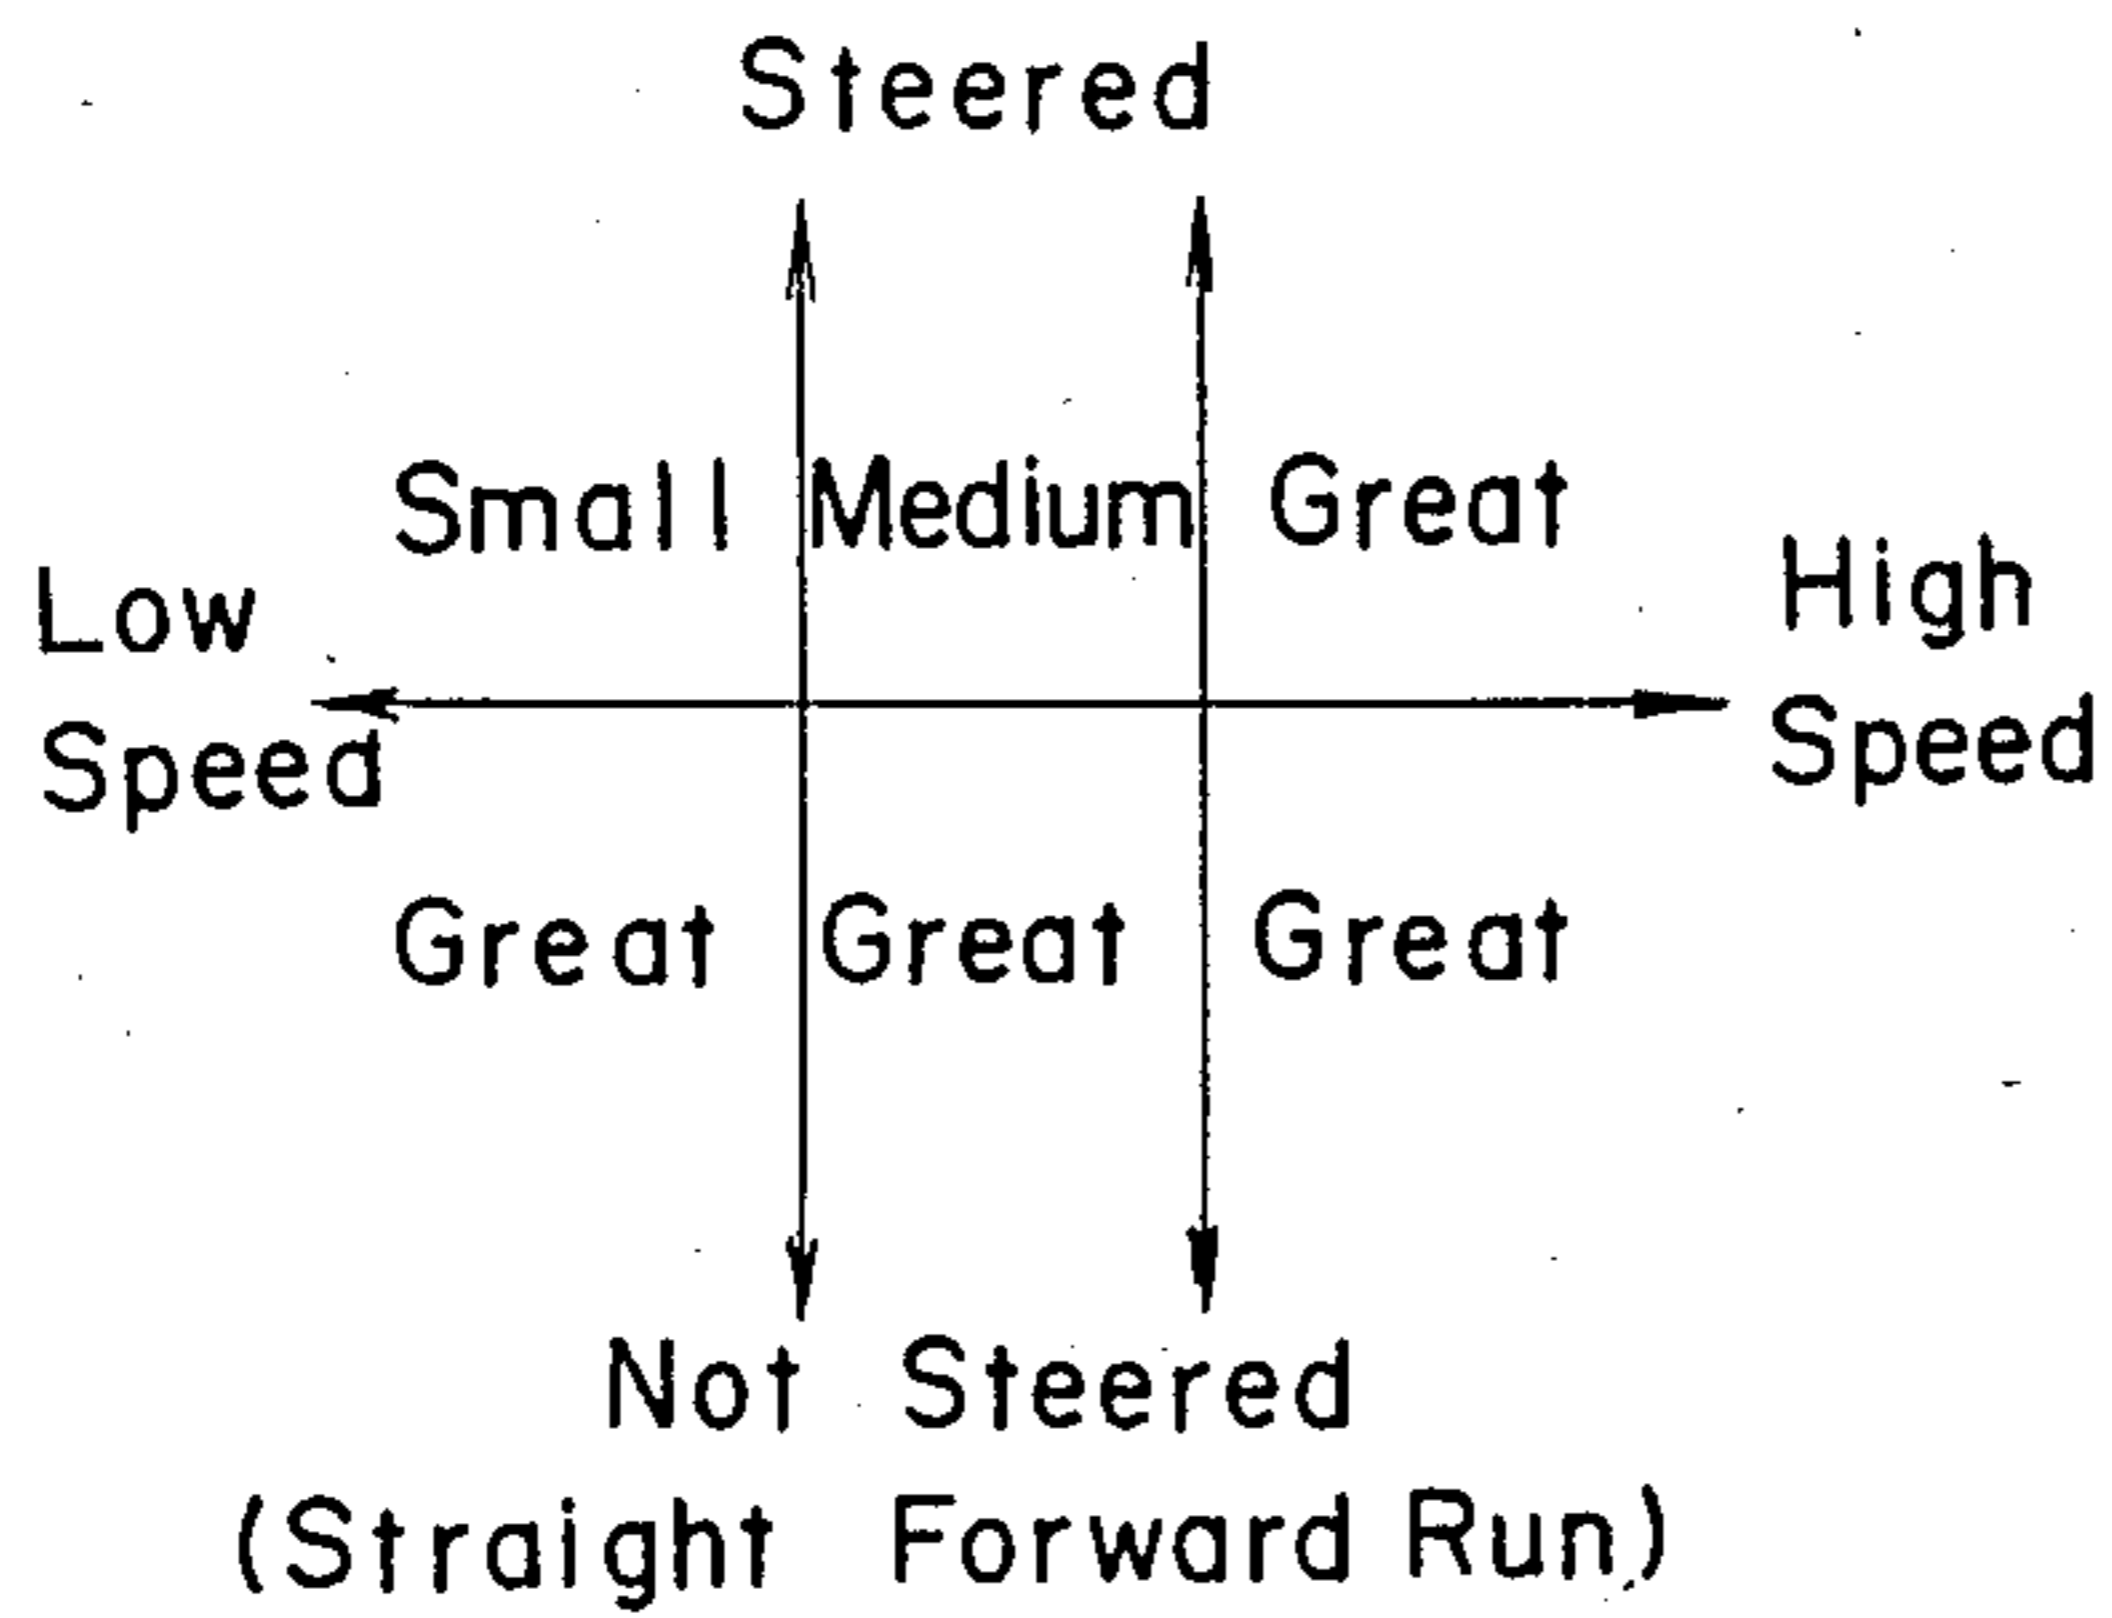 Steered
Small Medium Great
Low Speed
High Speed
Great Great Great
Not Steered
(Straight Forward Run)